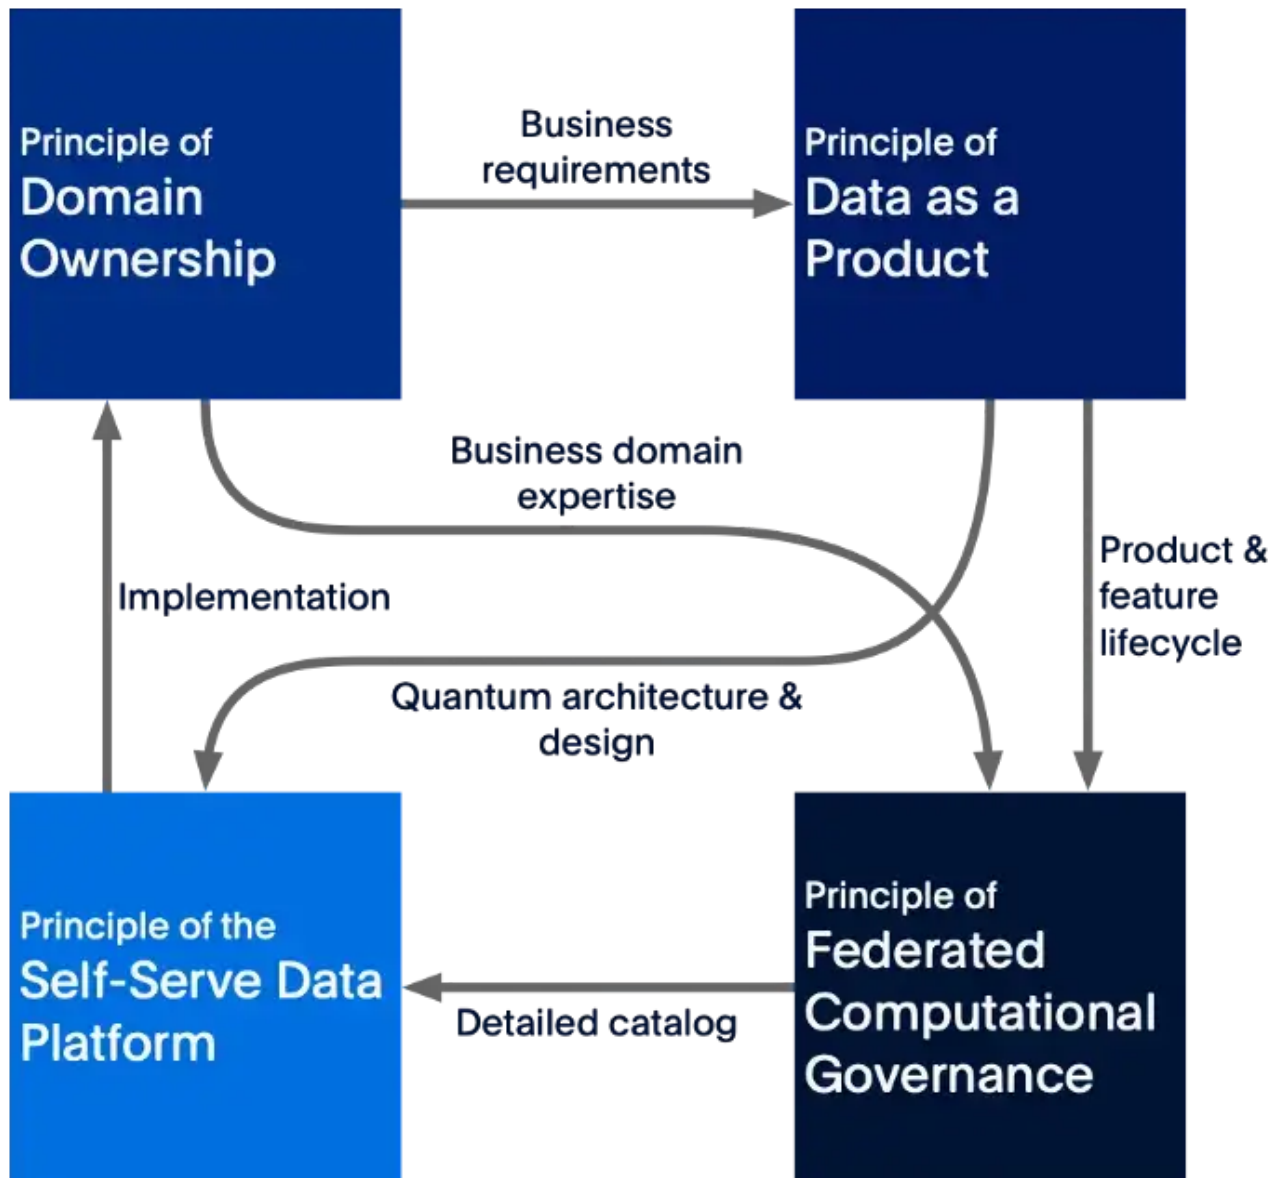 Principle of
Domain
Ownership
Business
requirements
Principle of
Data as a
Product
Business domain
expertise
Implementation
Product &
feature
lifecycle
Quantum architecture &
design
Principle of the
Self-Serve Data
Platform
Detailed catalog
Principle of
Federated
Computational
Governance